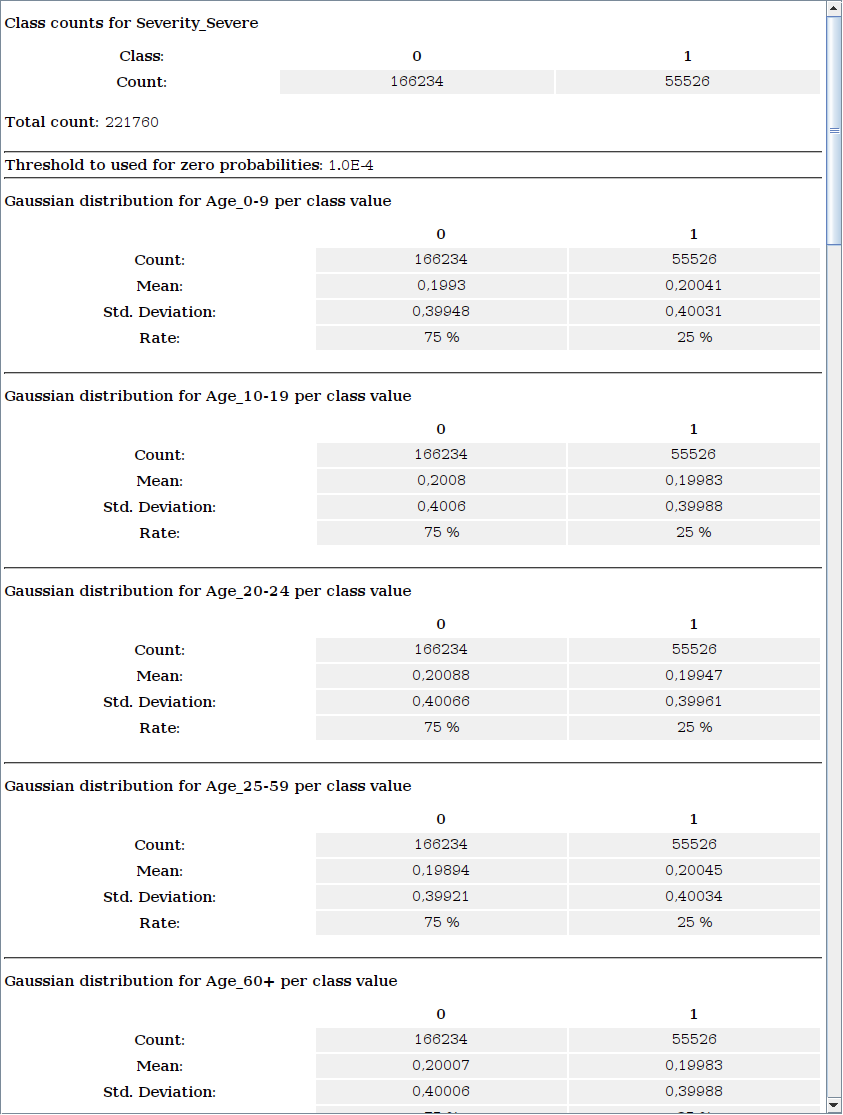 Class counts for Severity_Severe
Class: 0 1
Count: 166234 55526
Total count: 221760
Threshold to used for zero probabilities: 1.0E-4
Gaussian distribution for Age_0-9 per class value
0 1
Count: 166234 55526
Mean: 0,1993 0,20041
Std. Deviation: 0,39948 0,40031
Rate: 75 % 25 %
Gaussian distribution for Age_10-19 per class value
0 1
Count: 166234 55526
Mean: 0,2008 0,19983
Std. Deviation: 0,4006 0,39988
Rate: 75 % 25 %
Gaussian distribution for Age_20-24 per class value
0 1
Count: 166234 55526
Mean: 0,20088 0,19947
Std. Deviation: 0,40066 0,39961
Rate: 75 % 25 %
Gaussian distribution for Age_25-59 per class value
0 1
Count: 166234 55526
Mean: 0,19894 0,20045
Std. Deviation: 0,39921 0,40034
Rate: 75 % 25 %
Gaussian distribution for Age_60+ per class value
0 1
Count: 166234 55526
Mean: 0,20007 0,19983
Std. Deviation: 0,40006 0,39988